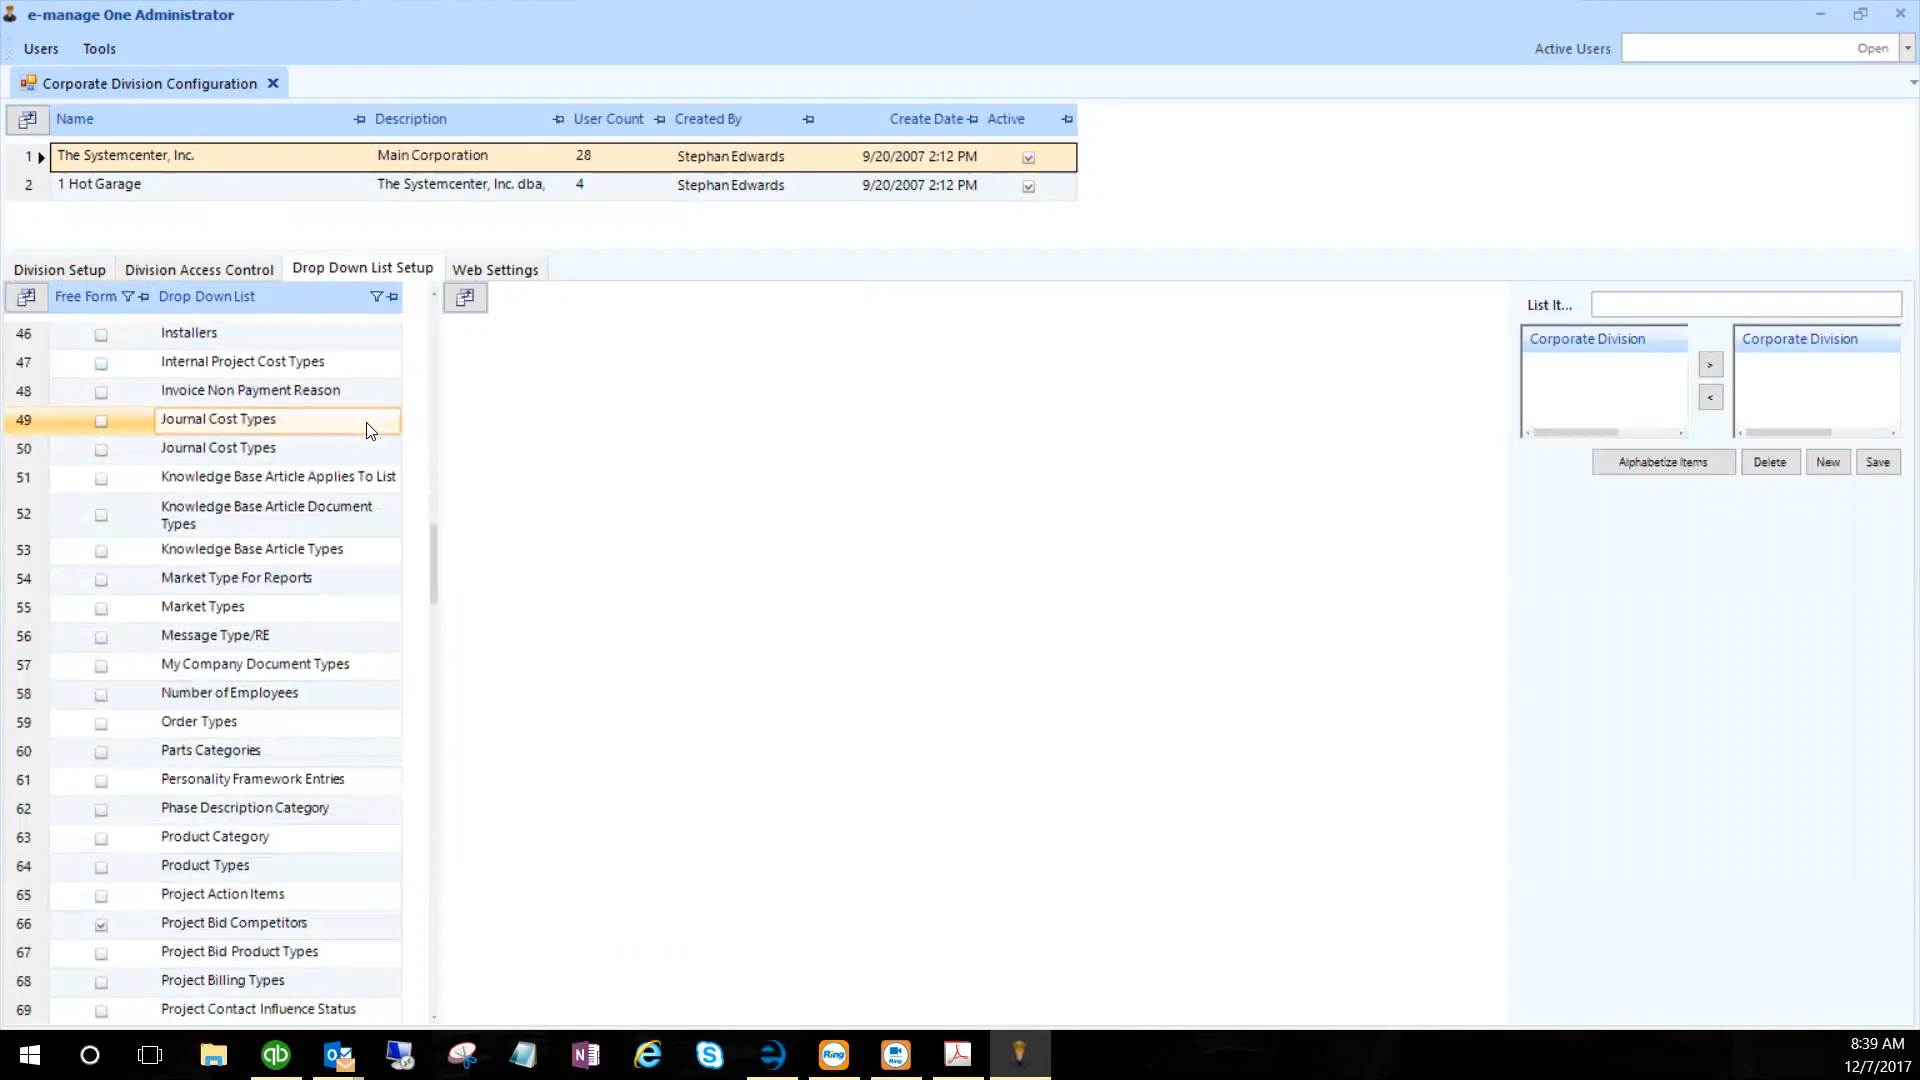 e-manage One Administrator
Users Tools Active Users Open
Corporate Division Configuration
Name Description User Count Created By Create Date Active
1 The Systemcenter, Inc. Main Corporation 28 Stephan Edwards 9/20/2007 2:12 PM
2 1 Hot Garage The Systemcenter, Inc. dba, 4 Stephan Edwards 9/20/2007 2:12 PM
Division Setup Division Access Control Drop Down List Setup Web Settings
Free Form Drop Down List
List It...
46 Installers
Corporate Division Corporate Division
47 Internal Project Cost Types
>
48 Invoice Non Payment Reason
<
49 Journal Cost Types
50 Journal Cost Types
Alphabetize Items Delete New Save
51 Knowledge Base Article Applies To List
52 Knowledge Base Article Document
Types
53 Knowledge Base Article Types
54 Market Type For Reports
55 Market Types
56 Message Type/RE
57 My Company Document Types
58 Number of Employees
59 Order Types
60 Parts Categories
61 Personality Framework Entries
62 Phase Description Category
63 Product Category
64 Product Types
65 Project Action Items
66 Project Bid Competitors
67 Project Bid Product Types
68 Project Billing Types
69 Project Contact Influence Status
8:39 AM
12/7/2017
qb
N
S
Ring
Ring